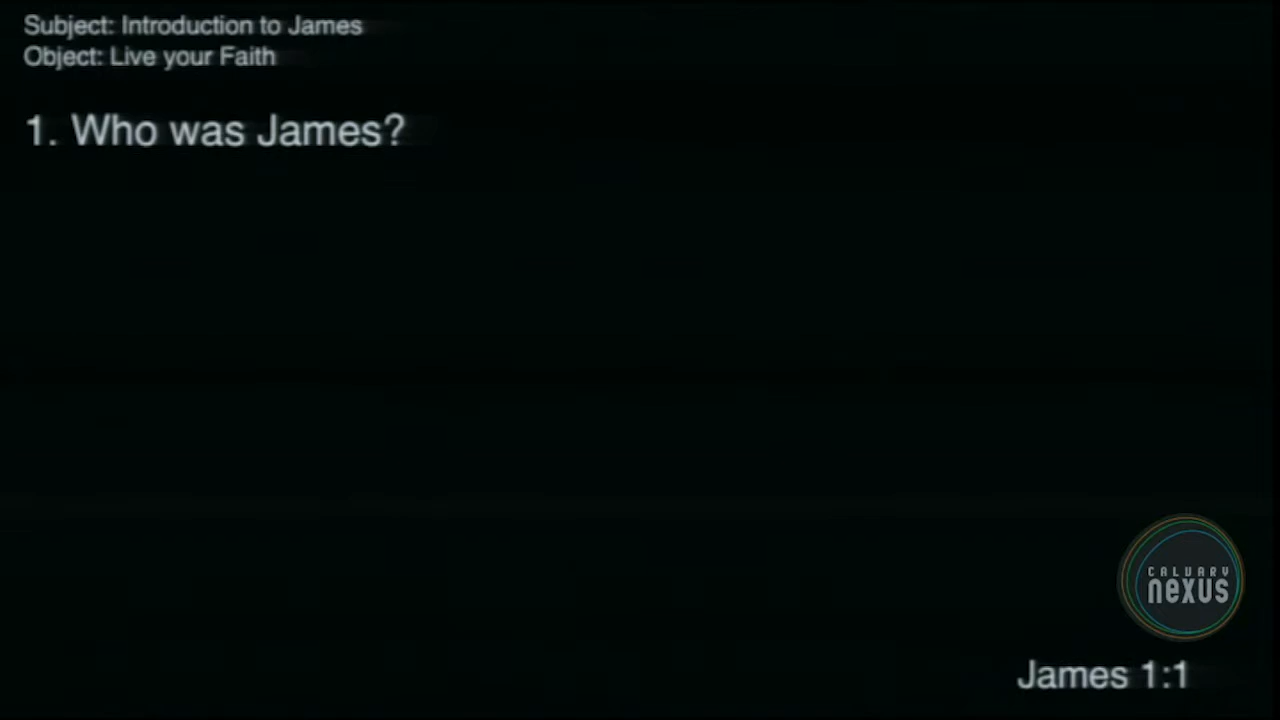 Subject: Introduction to James
Object: Live your Faith
1. Who was James?
CALVARY
nexus
James 1:1